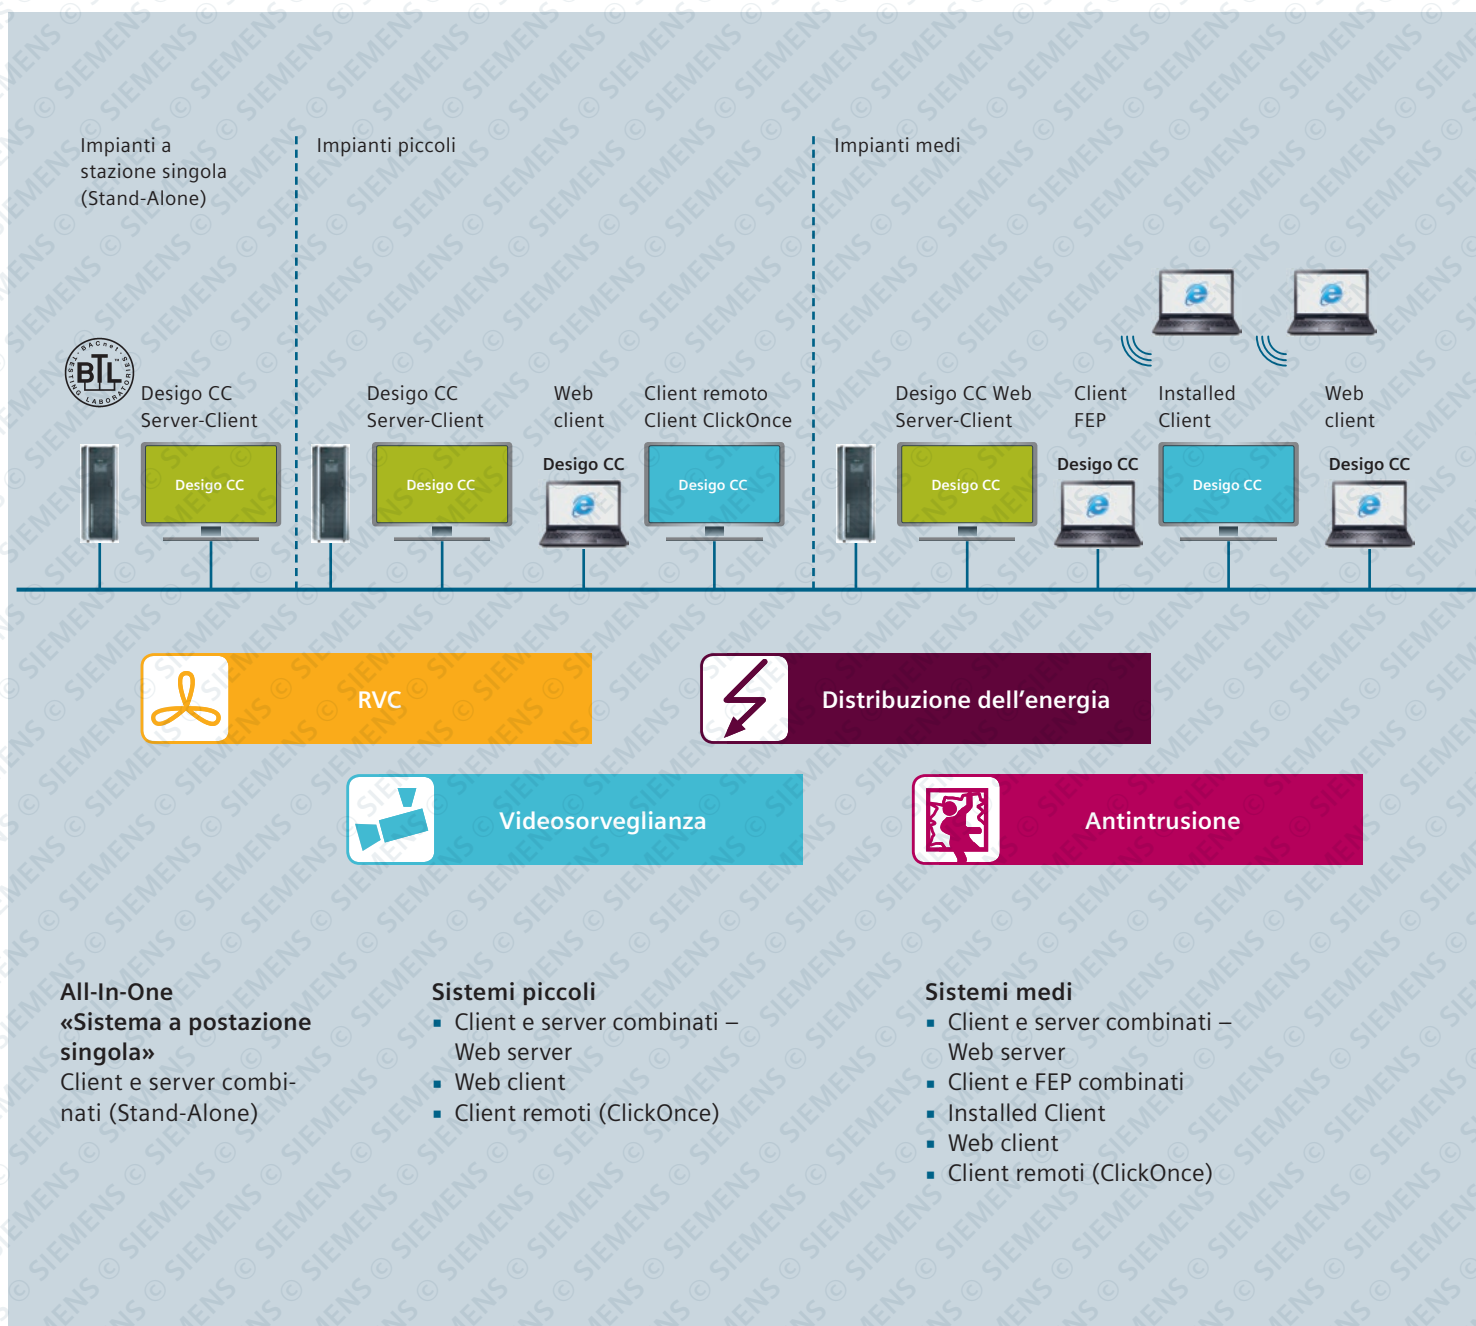 Impianti a
stazione singola
(Stand-Alone)
Impianti piccoli
Impianti medi
BACnet
BTL
TESTING LABORATORIES
Desigo CC
Server-Client
Desigo CC
Server-Client
Web
client
Client remoto
Client ClickOnce
Desigo CC Web
Server-Client
Client
FEP
Installed
Client
Web
client
Desigo CC
Desigo CC
Desigo CC
Desigo CC
Desigo CC
Desigo CC
Desigo CC
Desigo CC
RVC
Distribuzione dell’energia
Videosorveglianza
Antintrusione
All-In-One
«Sistema a postazione
singola»
Client e server combi-
nati (Stand-Alone)
Sistemi piccoli
▪ Client e server combinati –
Web server
▪ Web client
▪ Client remoti (ClickOnce)
Sistemi medi
▪ Client e server combinati –
Web server
▪ Client e FEP combinati
▪ Installed Client
▪ Web client
▪ Client remoti (ClickOnce)
© SIEMENS